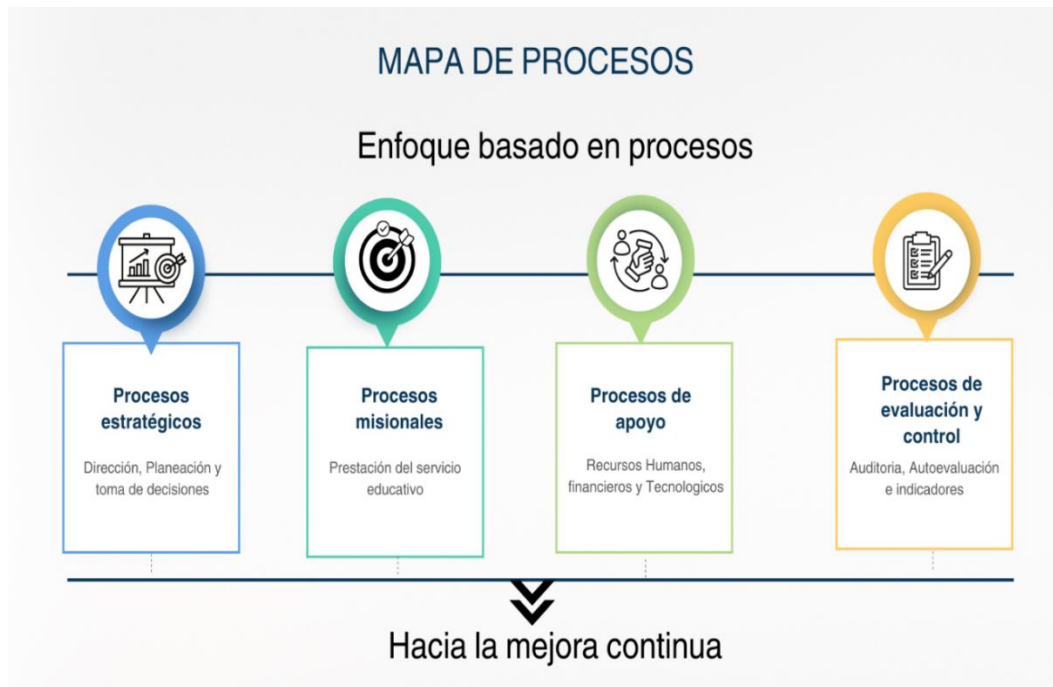 MAPA DE PROCESOS
Enfoque basado en procesos
Procesos
estratégicos
Dirección, Planeación y
toma de decisiones
Procesos
misionales
Prestación del servicio
educativo
Procesos de
apoyo
Recursos Humanos,
financieros y Tecnologicos
Procesos de
evaluación y
control
Auditoria, Autoevaluación
e indicadores
Hacia la mejora continua